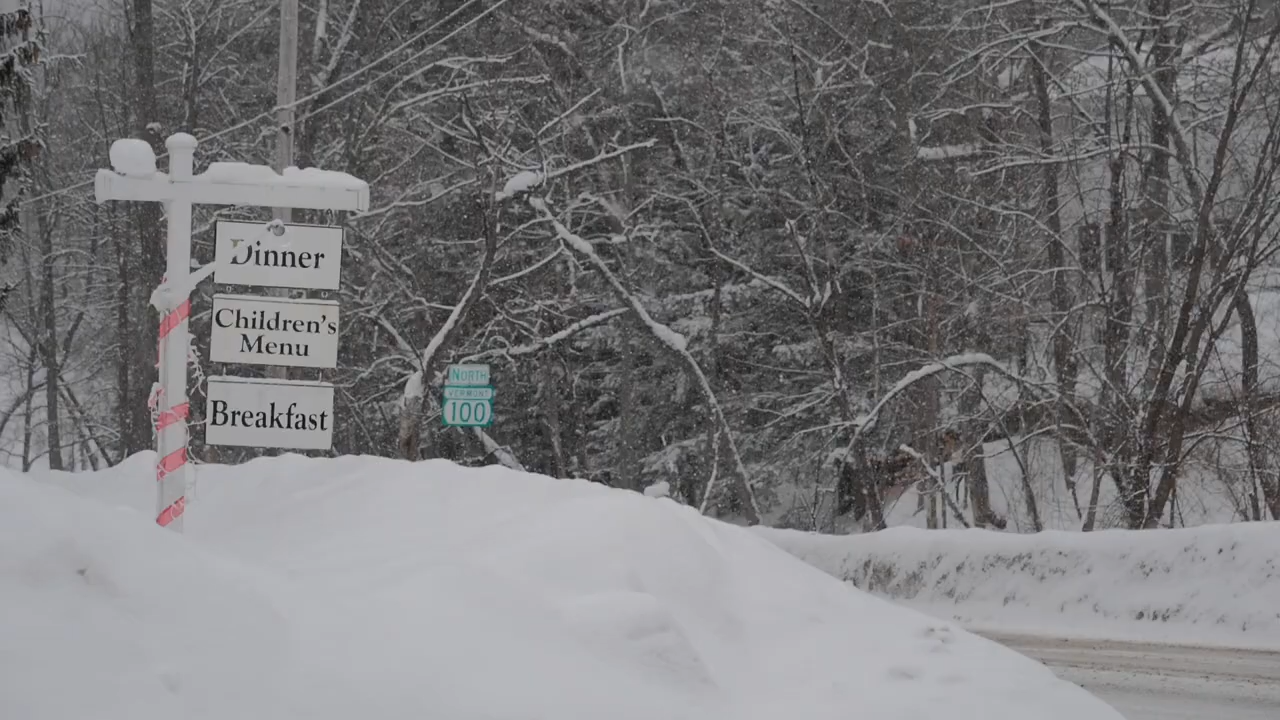 Dinner
Children's
Menu
Breakfast
NORTH
VERMONT
100